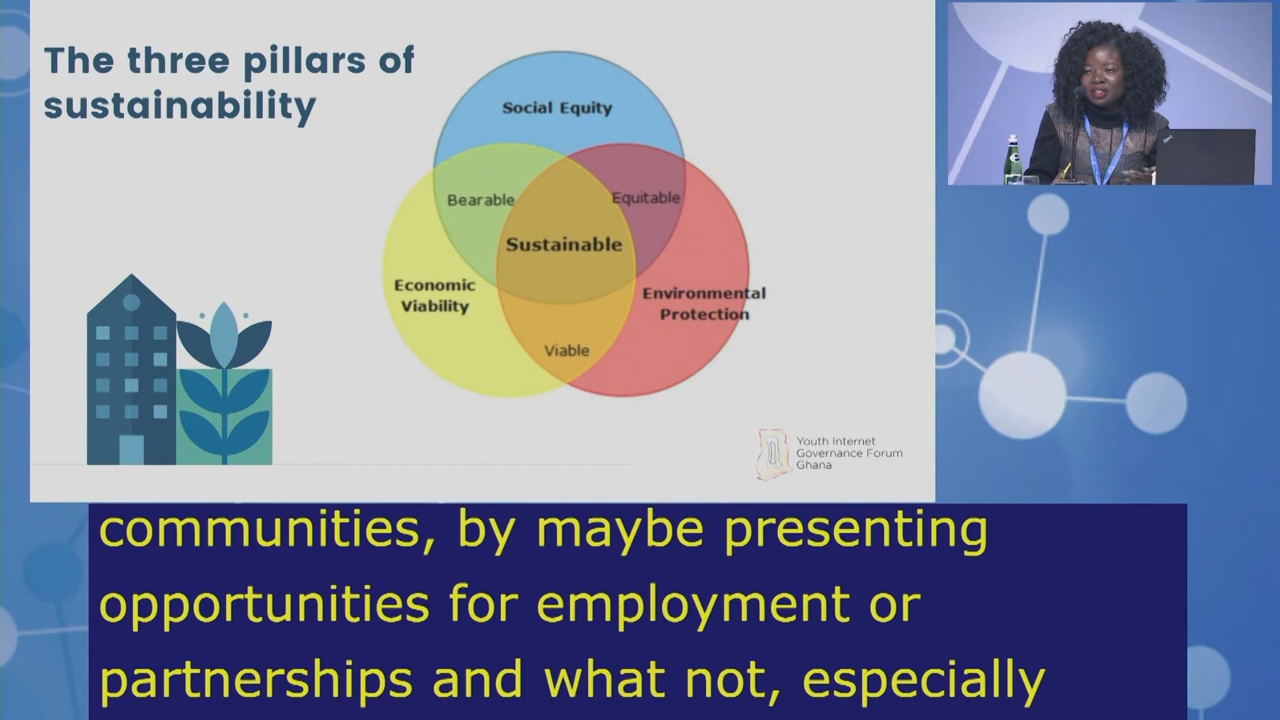 The three pillars of
sustainability
Social Equity
Bearable
Equitable
Sustainable
Economic
Viability
Environmental
Protection
Viable
Youth Internet
Governance Forum
Ghana
communities, by maybe presenting
opportunities for employment or
partnerships and what not, especially